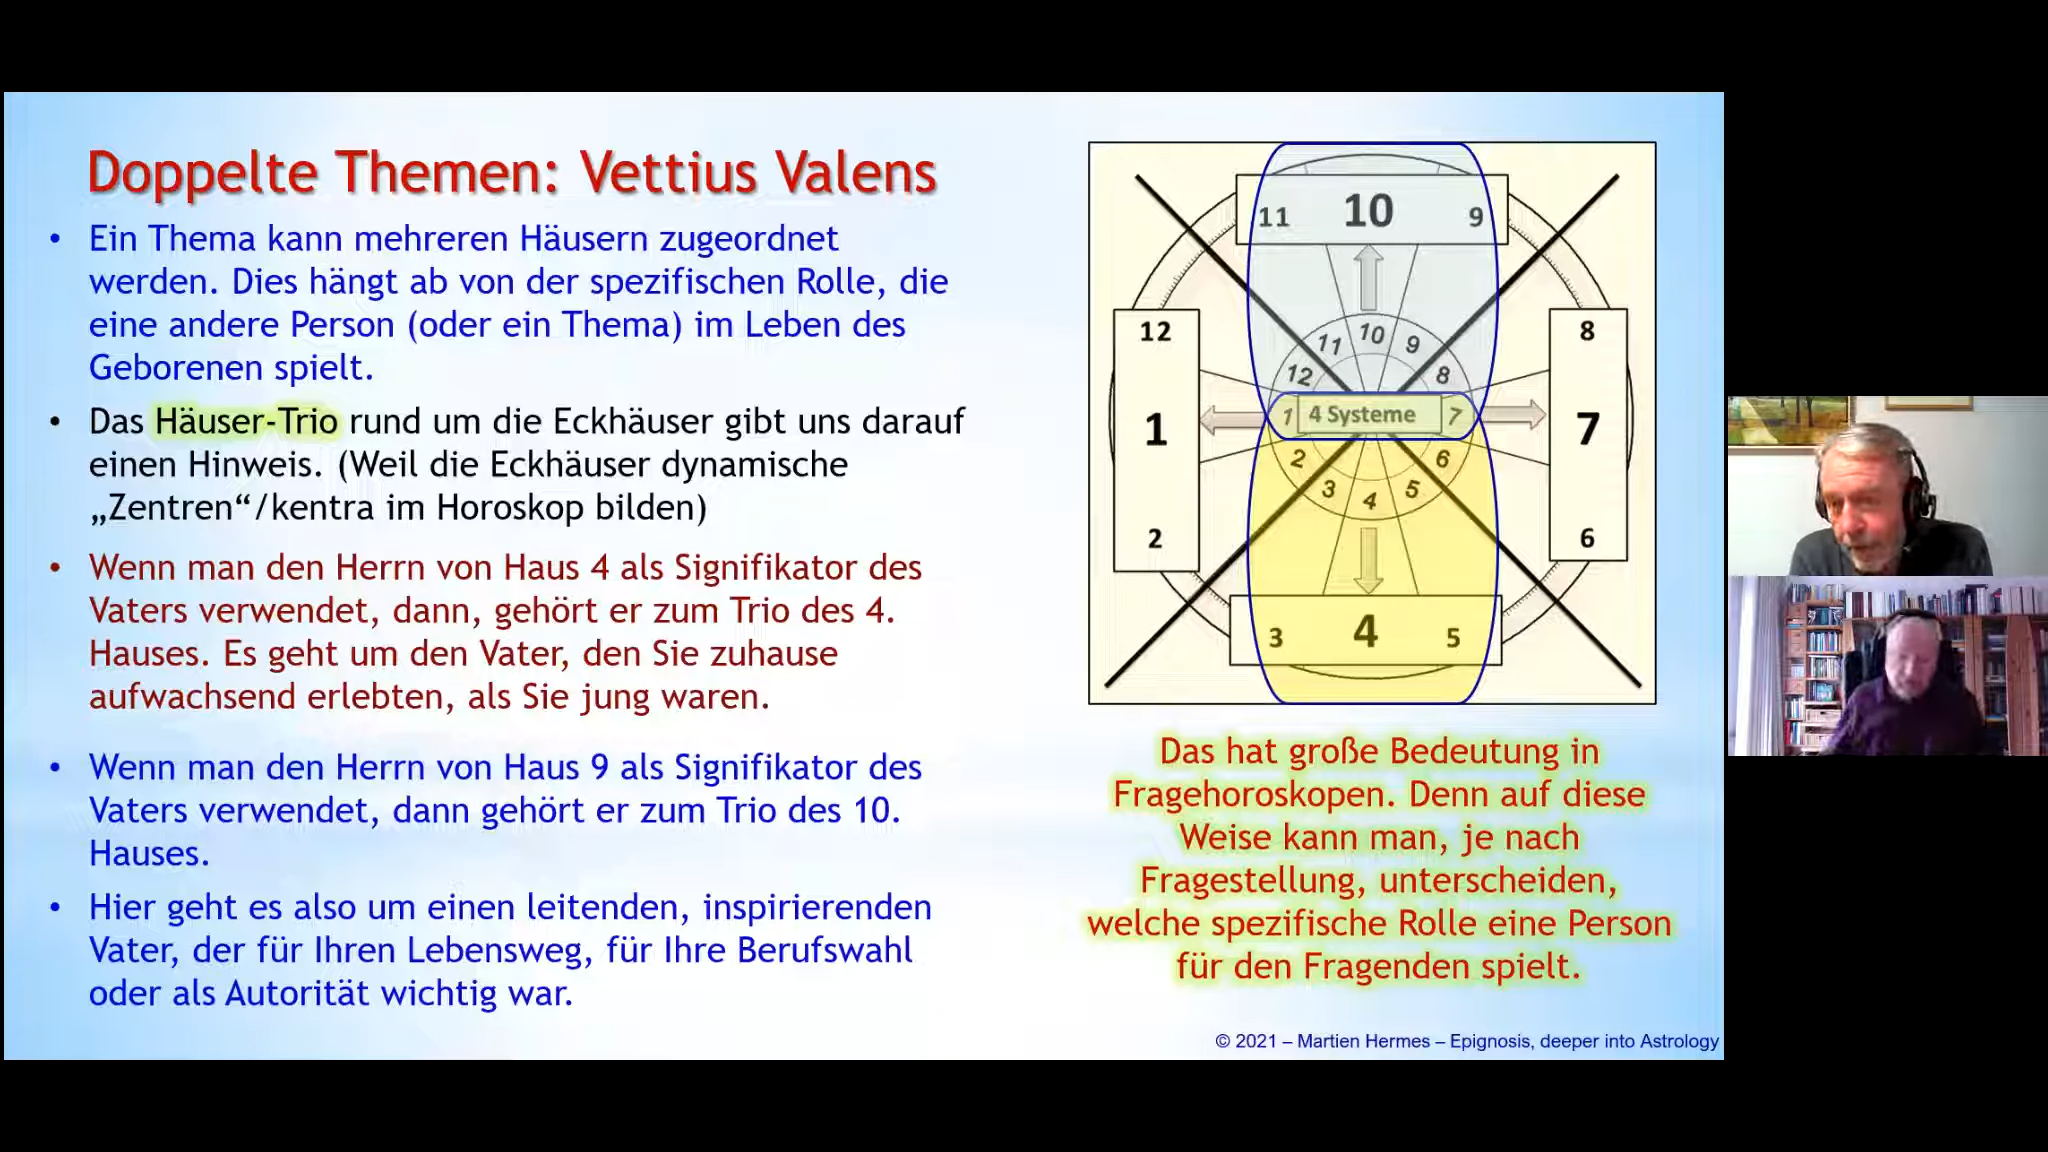 Doppelte Themen: Vettius Valens
• Ein Thema kann mehreren Häusern zugeordnet
werden. Dies hängt ab von der spezifischen Rolle, die
eine andere Person (oder ein Thema) im Leben des
Geborenen spielt.
• Das Häuser-Trio rund um die Eckhäuser gibt uns darauf
einen Hinweis. (Weil die Eckhäuser dynamische
„Zentren“/kentra im Horoskop bilden)
• Wenn man den Herrn von Haus 4 als Signifikator des
Vaters verwendet, dann, gehört er zum Trio des 4.
Hauses. Es geht um den Vater, den Sie zuhause
aufwachsend erlebten, als Sie jung waren.
• Wenn man den Herrn von Haus 9 als Signifikator des
Vaters verwendet, dann gehört er zum Trio des 10.
Hauses.
• Hier geht es also um einen leitenden, inspirierenden
Vater, der für Ihren Lebensweg, für Ihre Berufswahl
oder als Autorität wichtig war.
11 10 9
12
1
2
8
7
6
11 10 9
12 8
1 4 Systeme 7
2 6
3 4 5
3 4 5
Das hat große Bedeutung in
Fragehoroskopen. Denn auf diese
Weise kann man, je nach
Fragestellung, unterscheiden,
welche spezifische Rolle eine Person
für den Fragenden spielt.
© 2021 – Martien Hermes – Epignosis, deeper into Astrology